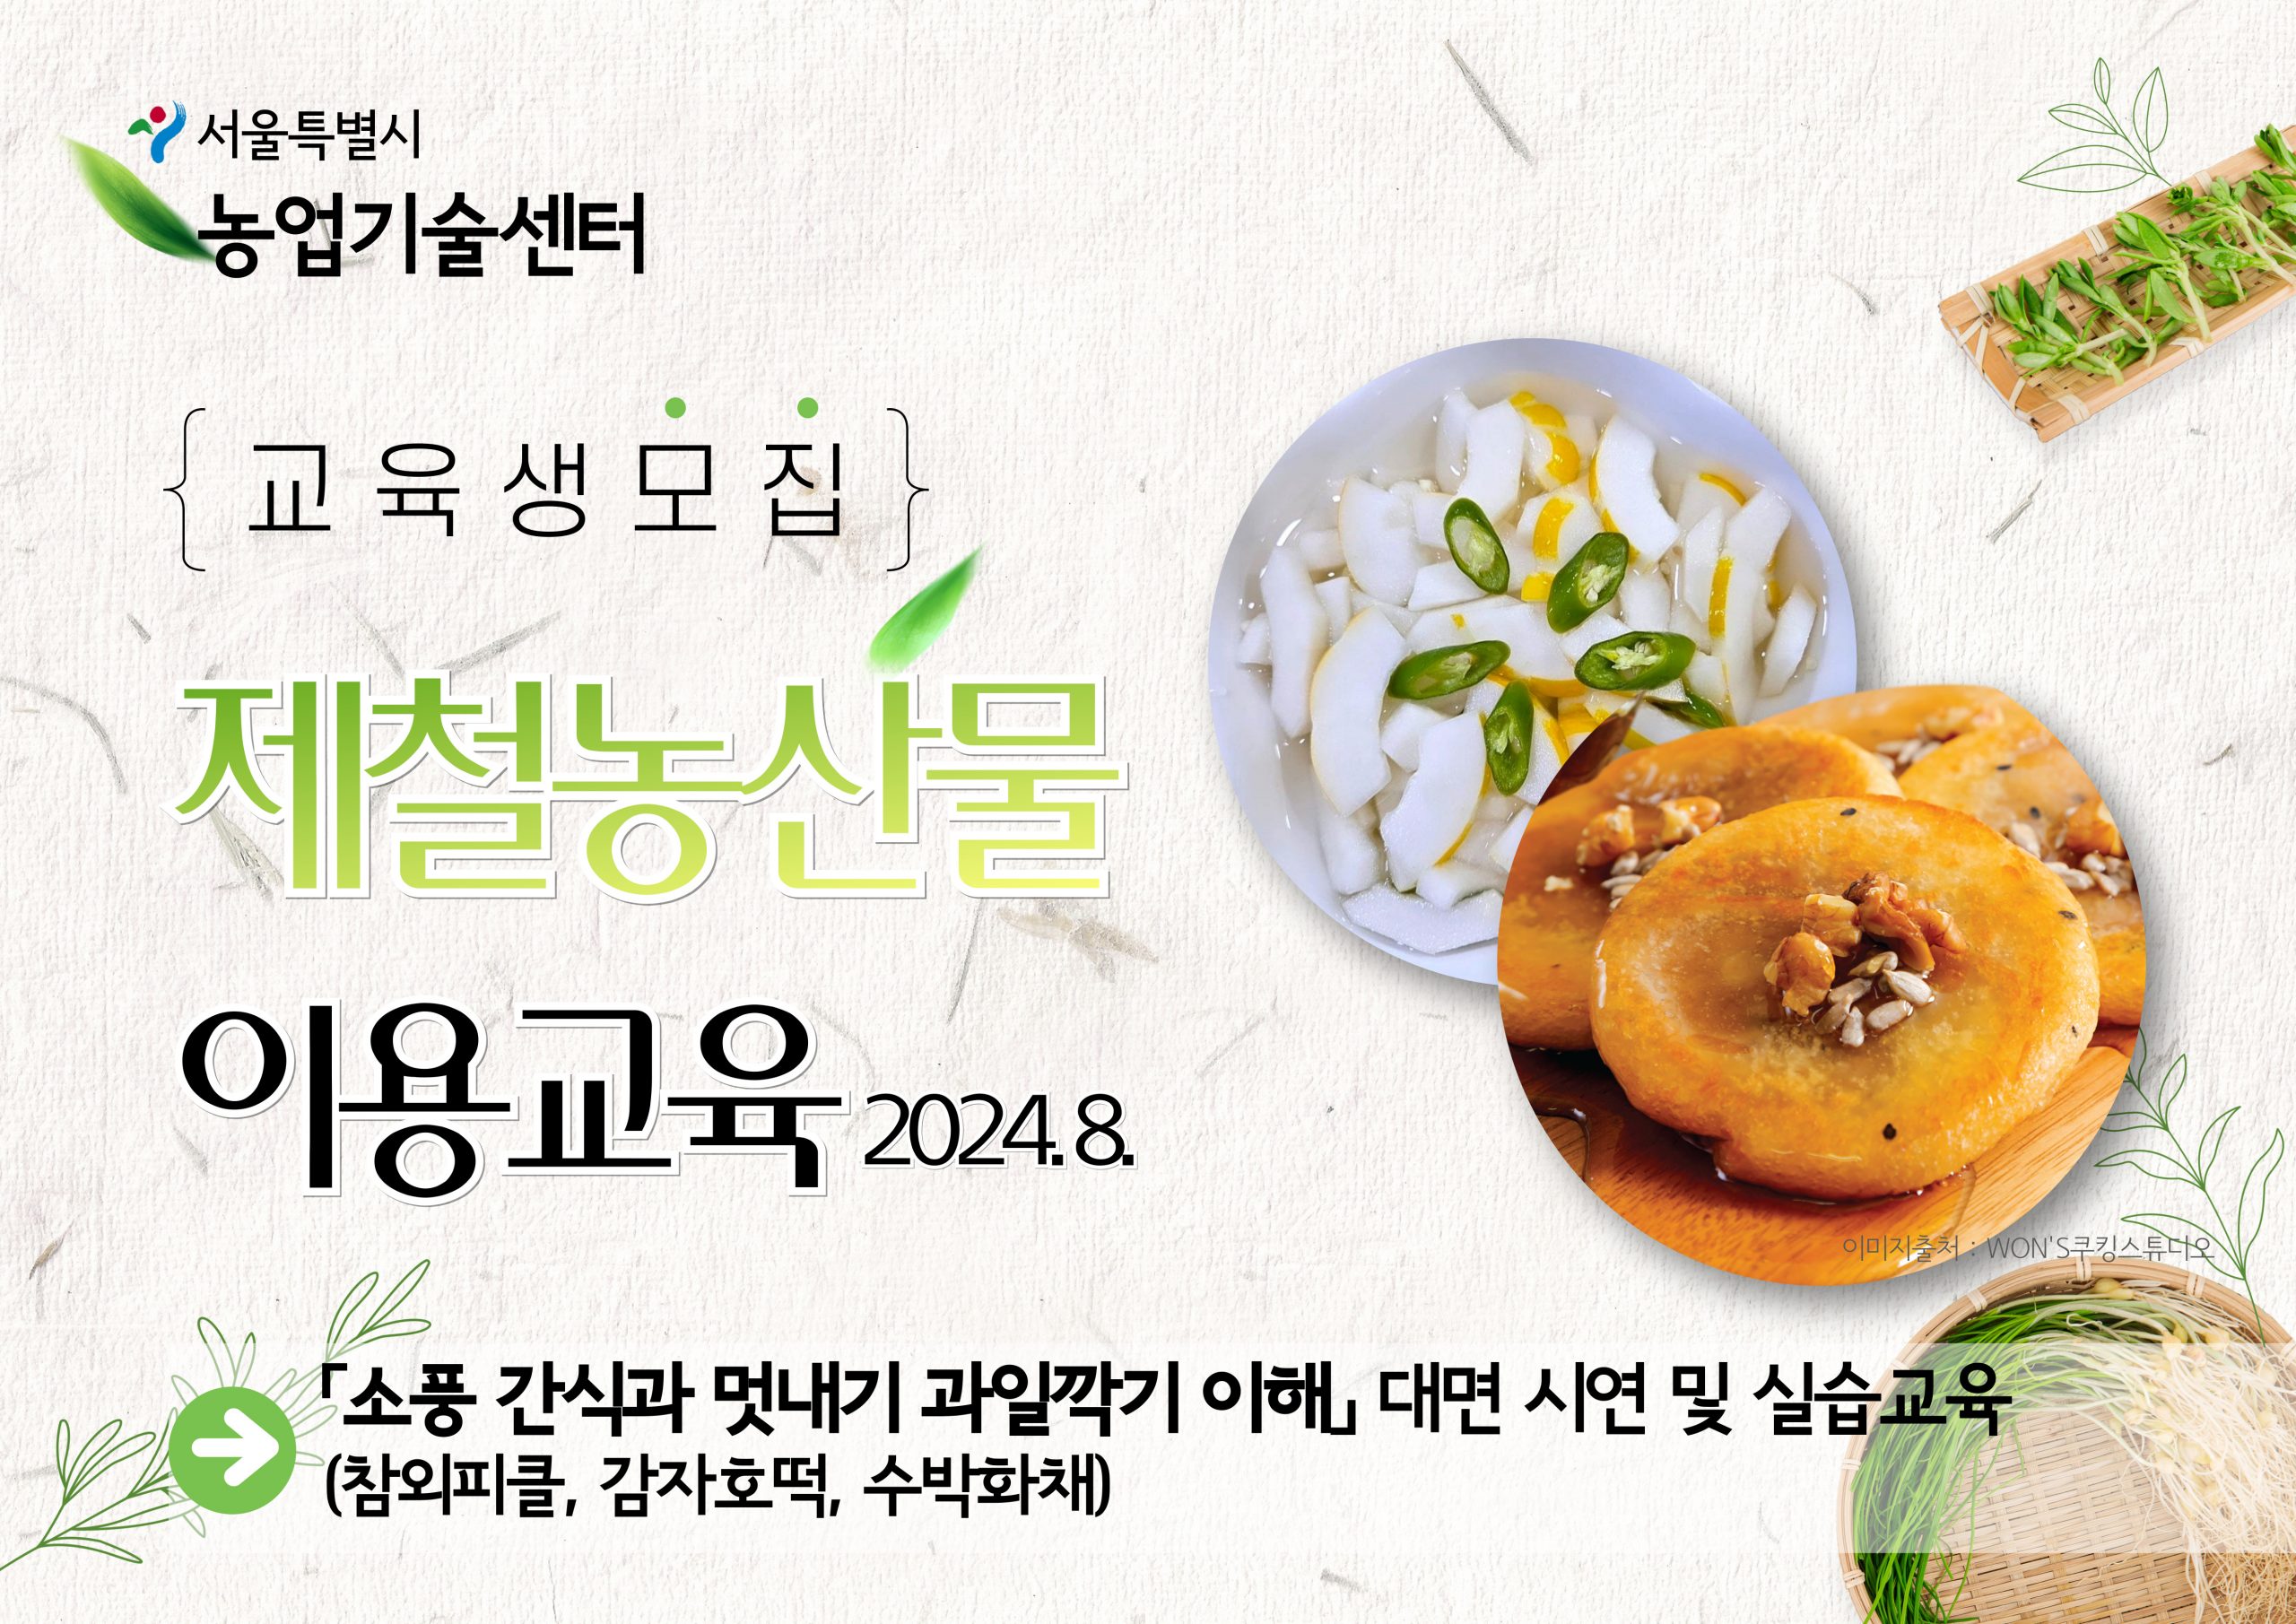 서울특별시
농업기술센터
{교육생모집}
제철농산물
이용교육 2024.8.
이미지출처 : WON'S쿠킹스튜디오
「소풍 간식과 멋내기 과일깍기 이해」 대면 시연 및 실습교육
(참외피클, 감자호떡, 수박화채)